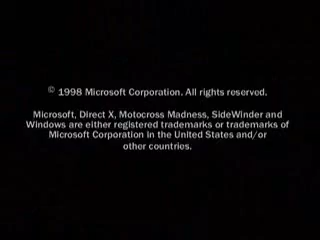 © 1998 Microsoft Corporation. All rights reserved.
Microsoft, Direct X, Motocross Madness, SideWinder and
Windows are either registered trademarks or trademarks of
Microsoft Corporation in the United States and/or
other countries.